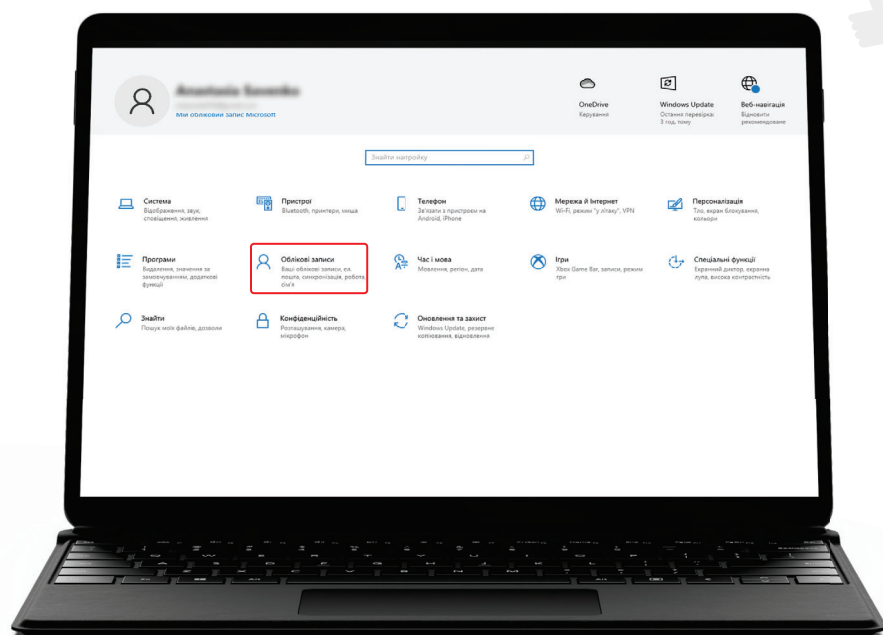 Мій обліковий запис Microsoft
OneDrive
Керування
Windows Update
Остання перевірка:
3 год. тому
Веб-навігація
Відновити
рекомендоване
Знайти настройку
Система
Відображення, звук,
сповіщення, живлення
Пристрої
Bluetooth, принтери, миша
Телефон
Зв'язати з пристроєм на
Android, iPhone
Мережа й Інтернет
Wi-Fi, режим "у літаку", VPN
Персоналізація
Тло, екран блокування,
кольори
Програми
Видалення, значення за
замовчуванням, додаткові
функції
Облікові записи
Ваші облікові записи, ел.
пошта, синхронізація, робота,
сім'я
Час і мова
Мовлення, регіон, дата
Ігри
Xbox Game Bar, записи, режим
гри
Спеціальні функції
Екранний диктор, екранна
лупа, висока контрастність
Знайти
Пошук моїх файлів, дозволи
Конфіденційність
Розташування, камера,
мікрофон
Оновлення та захист
Windows Update, резервне
копіювання, відновлення